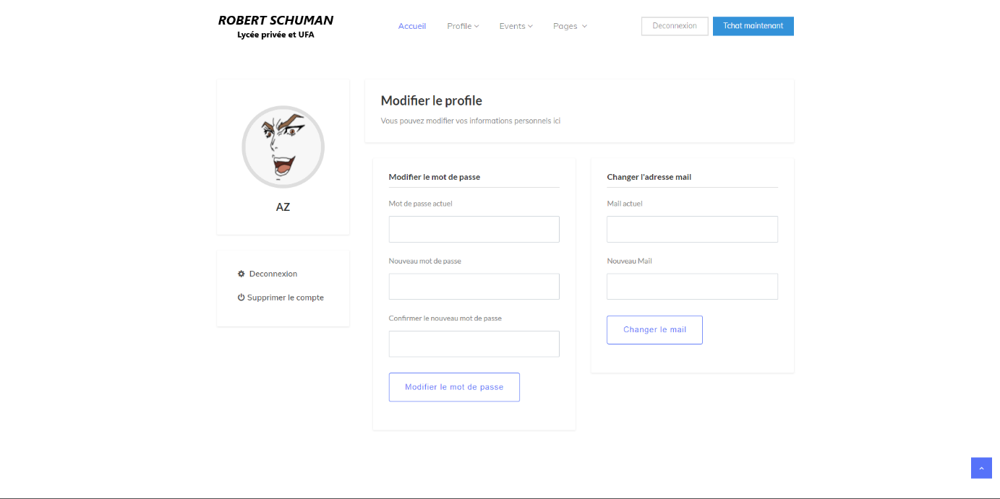 ROBERT SCHUMAN
Lycée privée et UFA
Accueil
Profile
Events
Pages
Deconnexion
Tchat maintenant
AZ
Deconnexion
Supprimer le compte
Modifier le profile
Vous pouvez modifier vos informations personnels ici
Modifier le mot de passe
Mot de passe actuel
Nouveau mot de passe
Confirmer le nouveau mot de passe
Modifier le mot de passe
Changer l'adresse mail
Mail actuel
Nouveau Mail
Changer le mail